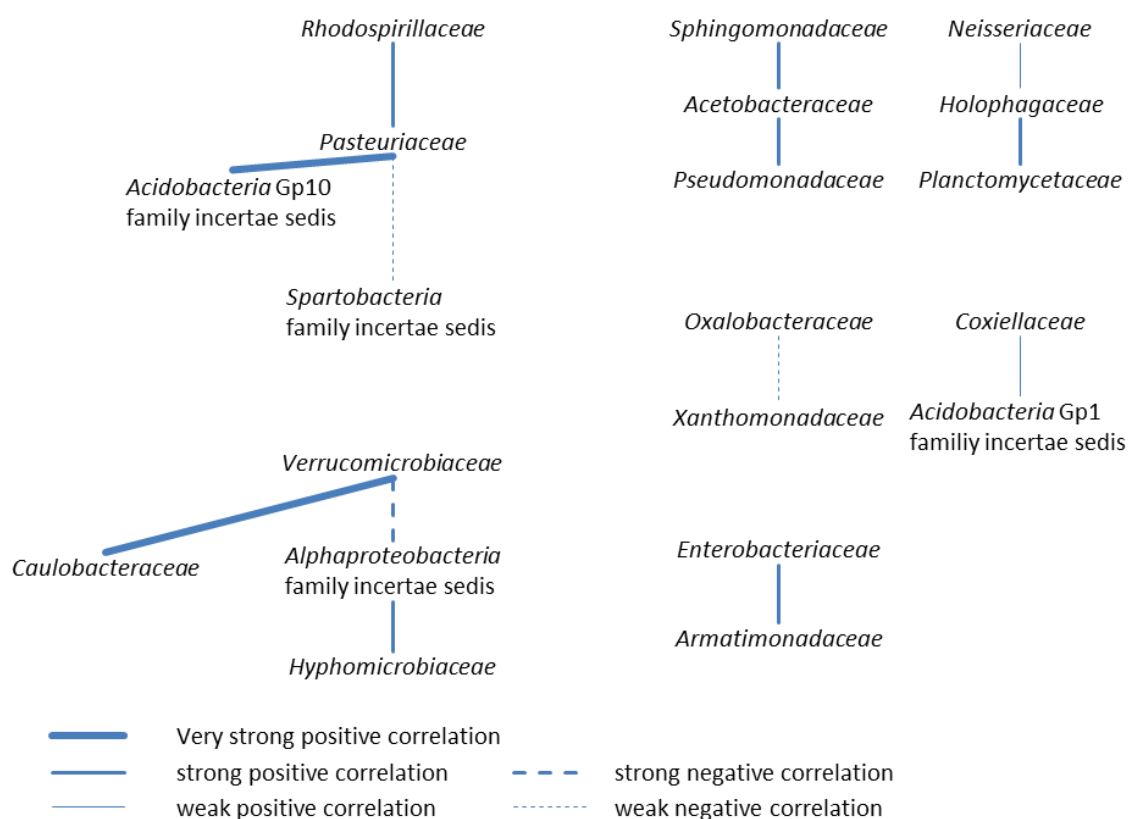 Rhodospirillaceae
Sphingomonadaceae
Neisseriaceae
Acetobacteraceae
Holophagaceae
Pasteuriaceae
Acidobacteria Gp10
family incertae sedis
Pseudomonadaceae
Planctomycetaceae
Spartobacteria
family incertae sedis
Oxalobacteraceae
Coxiellaceae
Xanthomonadaceae
Acidobacteria Gp1
familiy incertae sedis
Verrucomicrobiaceae
Caulobacteraceae
Alphaproteobacteria
family incertae sedis
Enterobacteriaceae
Hyphomicrobiaceae
Armatimonadaceae
Very strong positive correlation
strong positive correlation
strong negative correlation
weak positive correlation
weak negative correlation